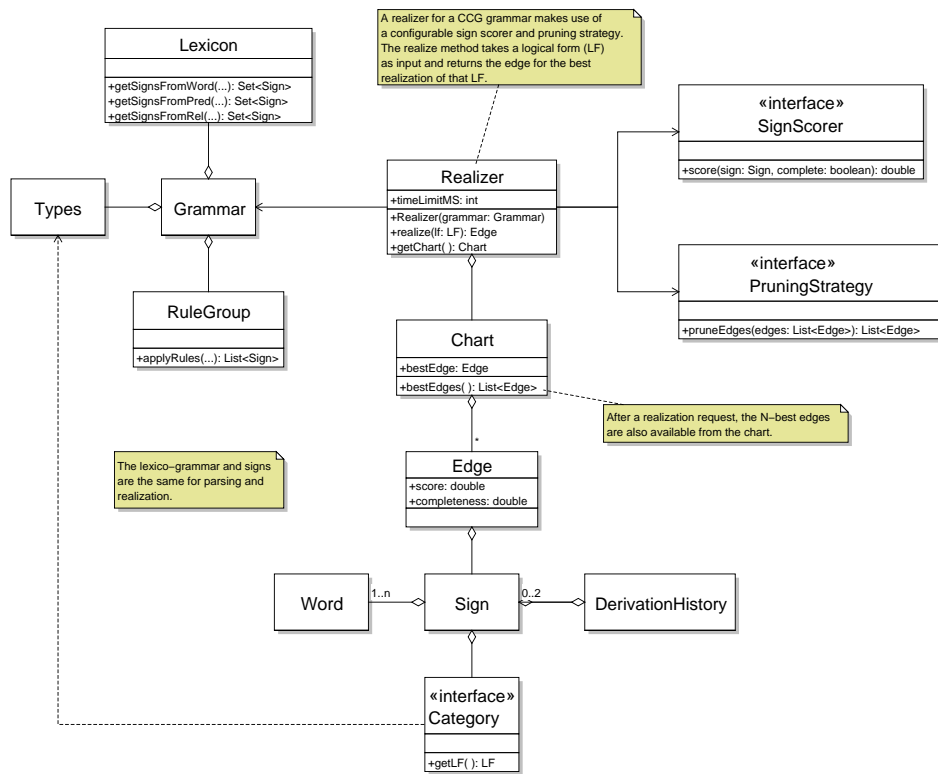 A realizer for a CCG grammar makes use of
a configurable sign scorer and pruning strategy.
The realize method takes a logical form (LF)
as input and returns the edge for the best
realization of that LF.
Lexicon
+getSignsFromWord(...): Set<Sign>
+getSignsFromPred(...): Set<Sign>
+getSignsFromRel(...): Set<Sign>
«interface»
SignScorer
+score(sign: Sign, complete: boolean): double
Realizer
+timeLimitMS: int
+Realizer(grammar: Grammar)
+realize(lf: LF): Edge
+getChart( ): Chart
Types
Grammar
«interface»
PruningStrategy
+pruneEdges(edges: List<Edge>): List<Edge>
RuleGroup
+applyRules(...): List<Sign>
Chart
+bestEdge: Edge
+bestEdges( ): List<Edge>
After a realization request, the N−best edges
are also available from the chart.
*
The lexico−grammar and signs
are the same for parsing and
realization.
Edge
+score: double
+completeness: double
Word
1..n
Sign
0..2
DerivationHistory
«interface»
Category
+getLF( ): LF